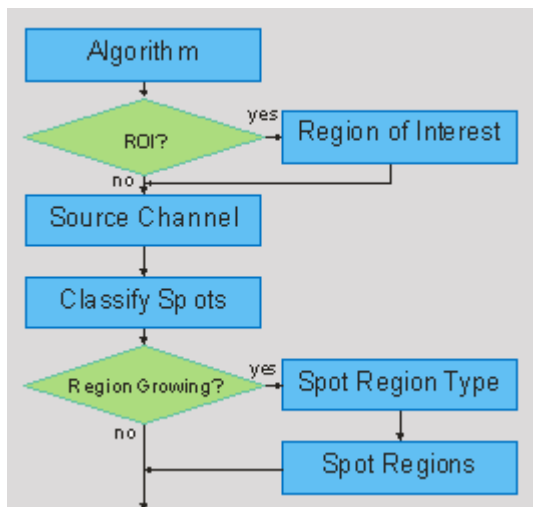 Algorithm
ROI?
yes
Region of Interest
no
Source Channel
Classify Spots
Region Growing?
yes
Spot Region Type
no
Spot Regions